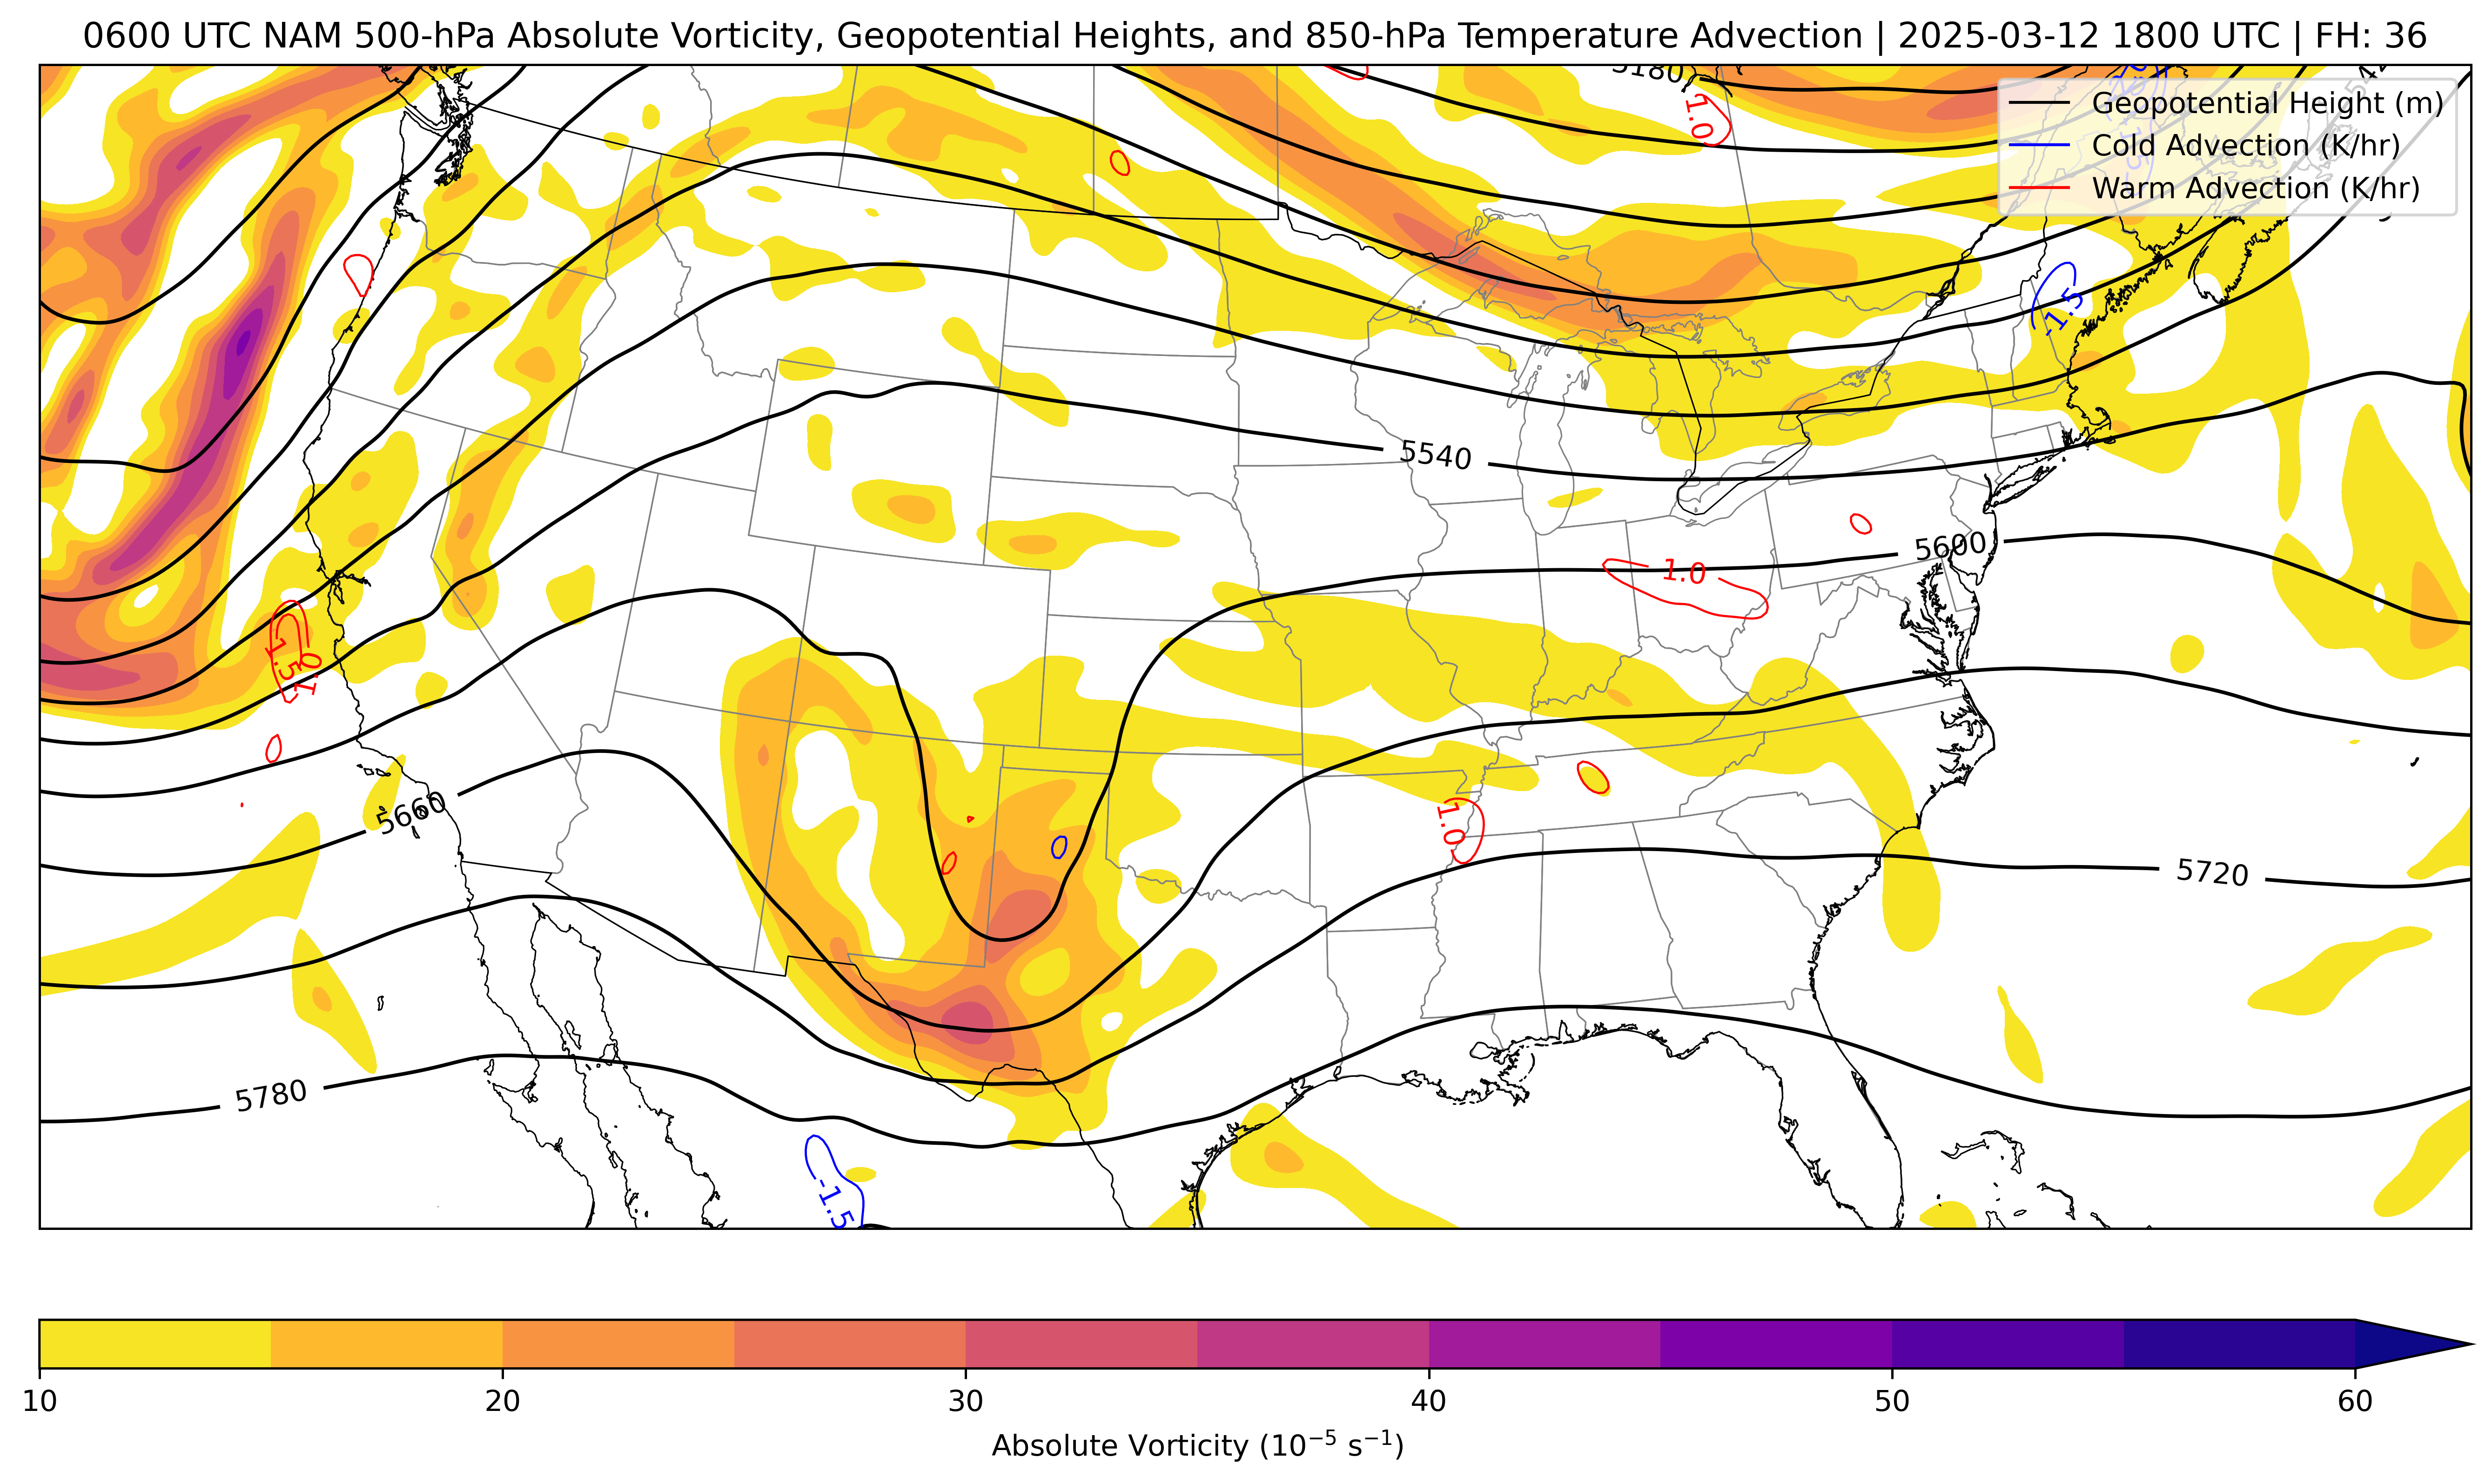 0600 UTC NAM 500-hPa Absolute Vorticity, Geopotential Heights, and 850-hPa Temperature Advection | 2025-03-12 1800 UTC | FH: 36
5180
Geopotential Height (m)
1.0
Cold Advection (K/hr)
Warm Advection (K/hr)
-1.5
5540
5600
1.0
1.5
1.0
5660
1.0
5720
5780
-1.5
10 20 30 40 50 60
Absolute Vorticity (10⁻⁵ s⁻¹)